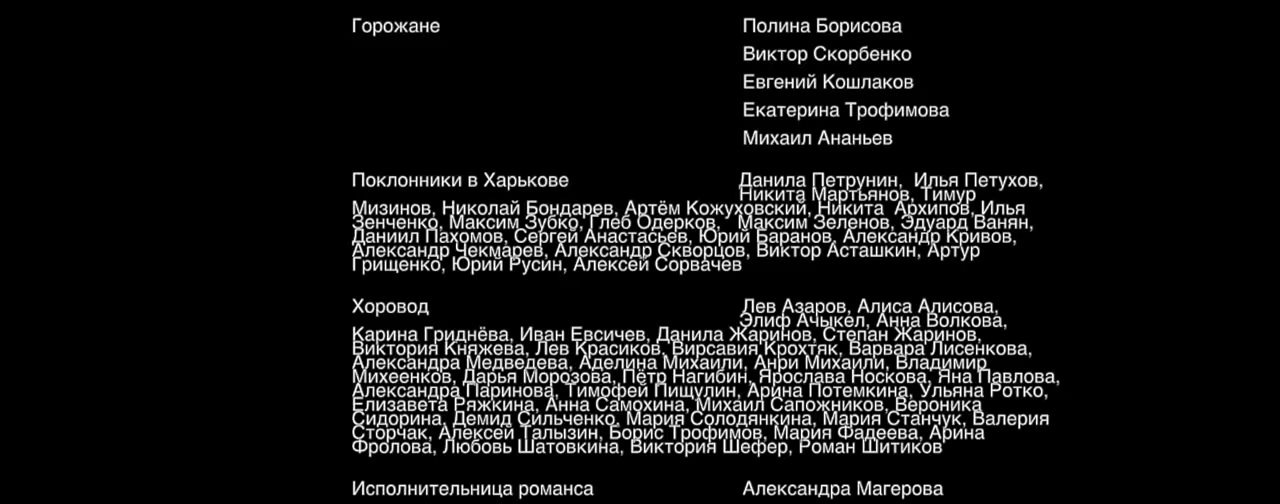 Горожане Полина Борисова
Виктор Скорбенко
Евгений Кошлаков
Екатерина Трофимова
Михаил Ананьев
Поклонники в Харькове Данила Петрунин, Илья Петухов,
Никита Мартьянов, Тимур
Мизинов, Николай Бондарев, Артём Кожуховский, Никита Архипов, Илья
Зенченко, Максим Зубко, Глеб Одерков, Максим Зеленов, Эдуард Ванян,
Даниил Пахомов, Сергей Анастасьев, Юрий Баранов, Александр Кривов,
Александр Чекмарев, Александр Скворцов, Виктор Асташкин, Артур
Грищенко, Юрий Русин, Алексей Сорвачев
Хоровод Лев Азаров, Алиса Алисова,
Элиф Ачыкел, Анна Волкова,
Карина Гриднёва, Иван Евсичев, Данила Жаринов, Степан Жаринов,
Виктория Княжева, Лев Красиков, Вирсавия Крохтяк, Варвара Лисенкова,
Александра Медведева, Аделина Михаили, Анри Михаили, Владимир
Михеенков, Дарья Морозова, Пётр Нагибин, Ярослава Носкова, Яна Павлова,
Александра Паринова, Тимофей Пищулин, Арина Потемкина, Ульяна Ротко,
Елизавета Ряжкина, Анна Самохина, Михаил Сапожников, Вероника
Сидорина, Демид Сильченко, Мария Солодянкина, Мария Станчук, Валерия
Сторчак, Алексей Талызин, Борис Трофимов, Мария Фадеева, Арина
Фролова, Любовь Шатовкина, Виктория Шефер, Роман Шитиков
Исполнительница романса Александра Магерова